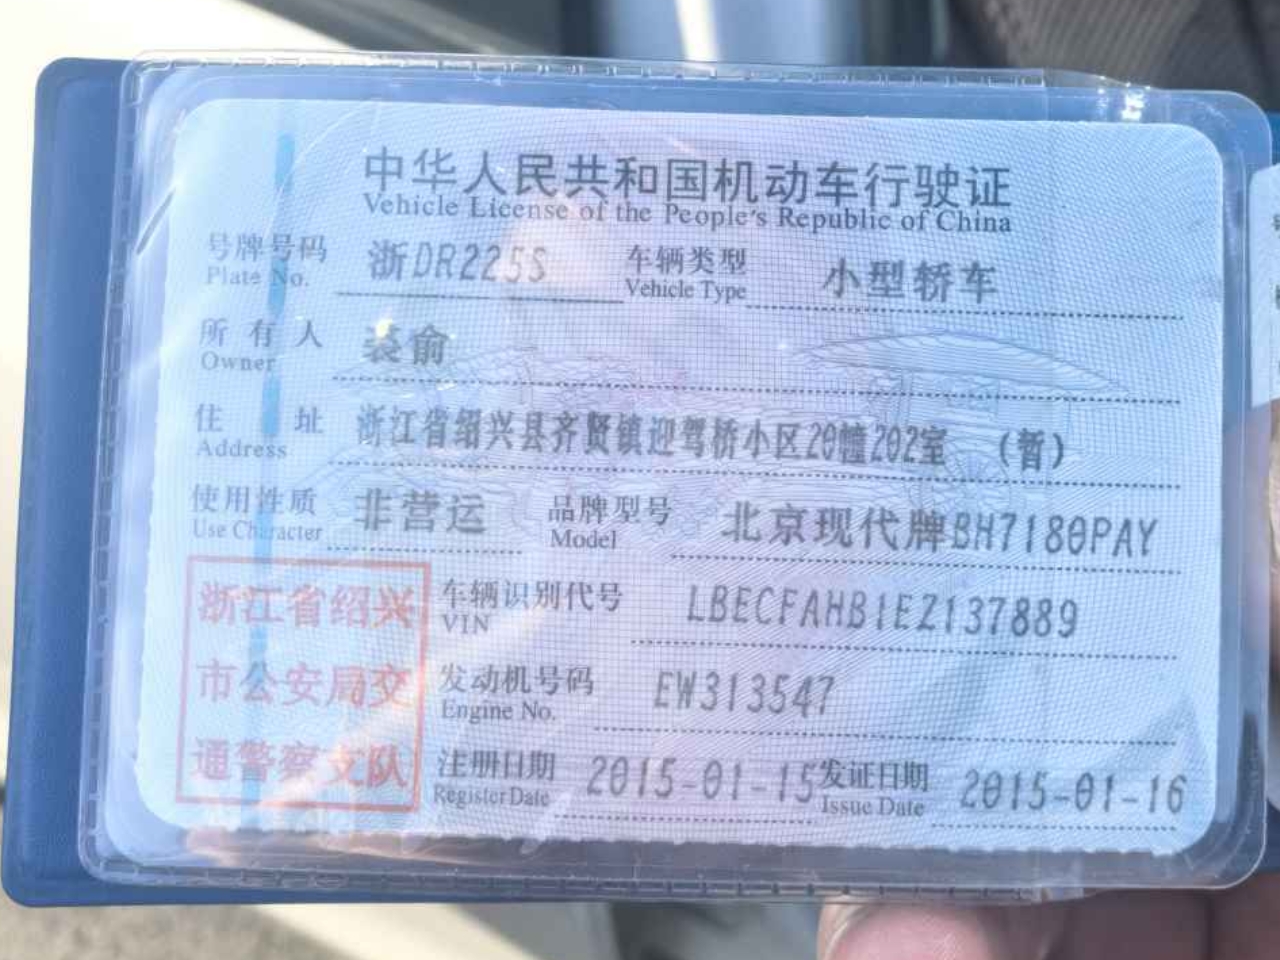 中华人民共和国机动车行驶证
Vehicle License of the People's Republic of China
号牌号码 浙DR225S 车辆类型 小型轿车
Plate No. Vehicle Type
所有人 裘俞
Owner
住址 浙江省绍兴县齐贤镇迎驾桥小区20幢202室 (暂)
Address
使用性质 非营运 品牌型号 北京现代牌BH7180PAY
Use Character Model
浙江省绍兴
市公安局交
通警察支队
车辆识别代号 LBECFAHB1EZ137889
VIN
发动机号码 EW313547
Engine No.
注册日期 2015-01-15 发证日期 2015-01-16
Register Date Issue Date